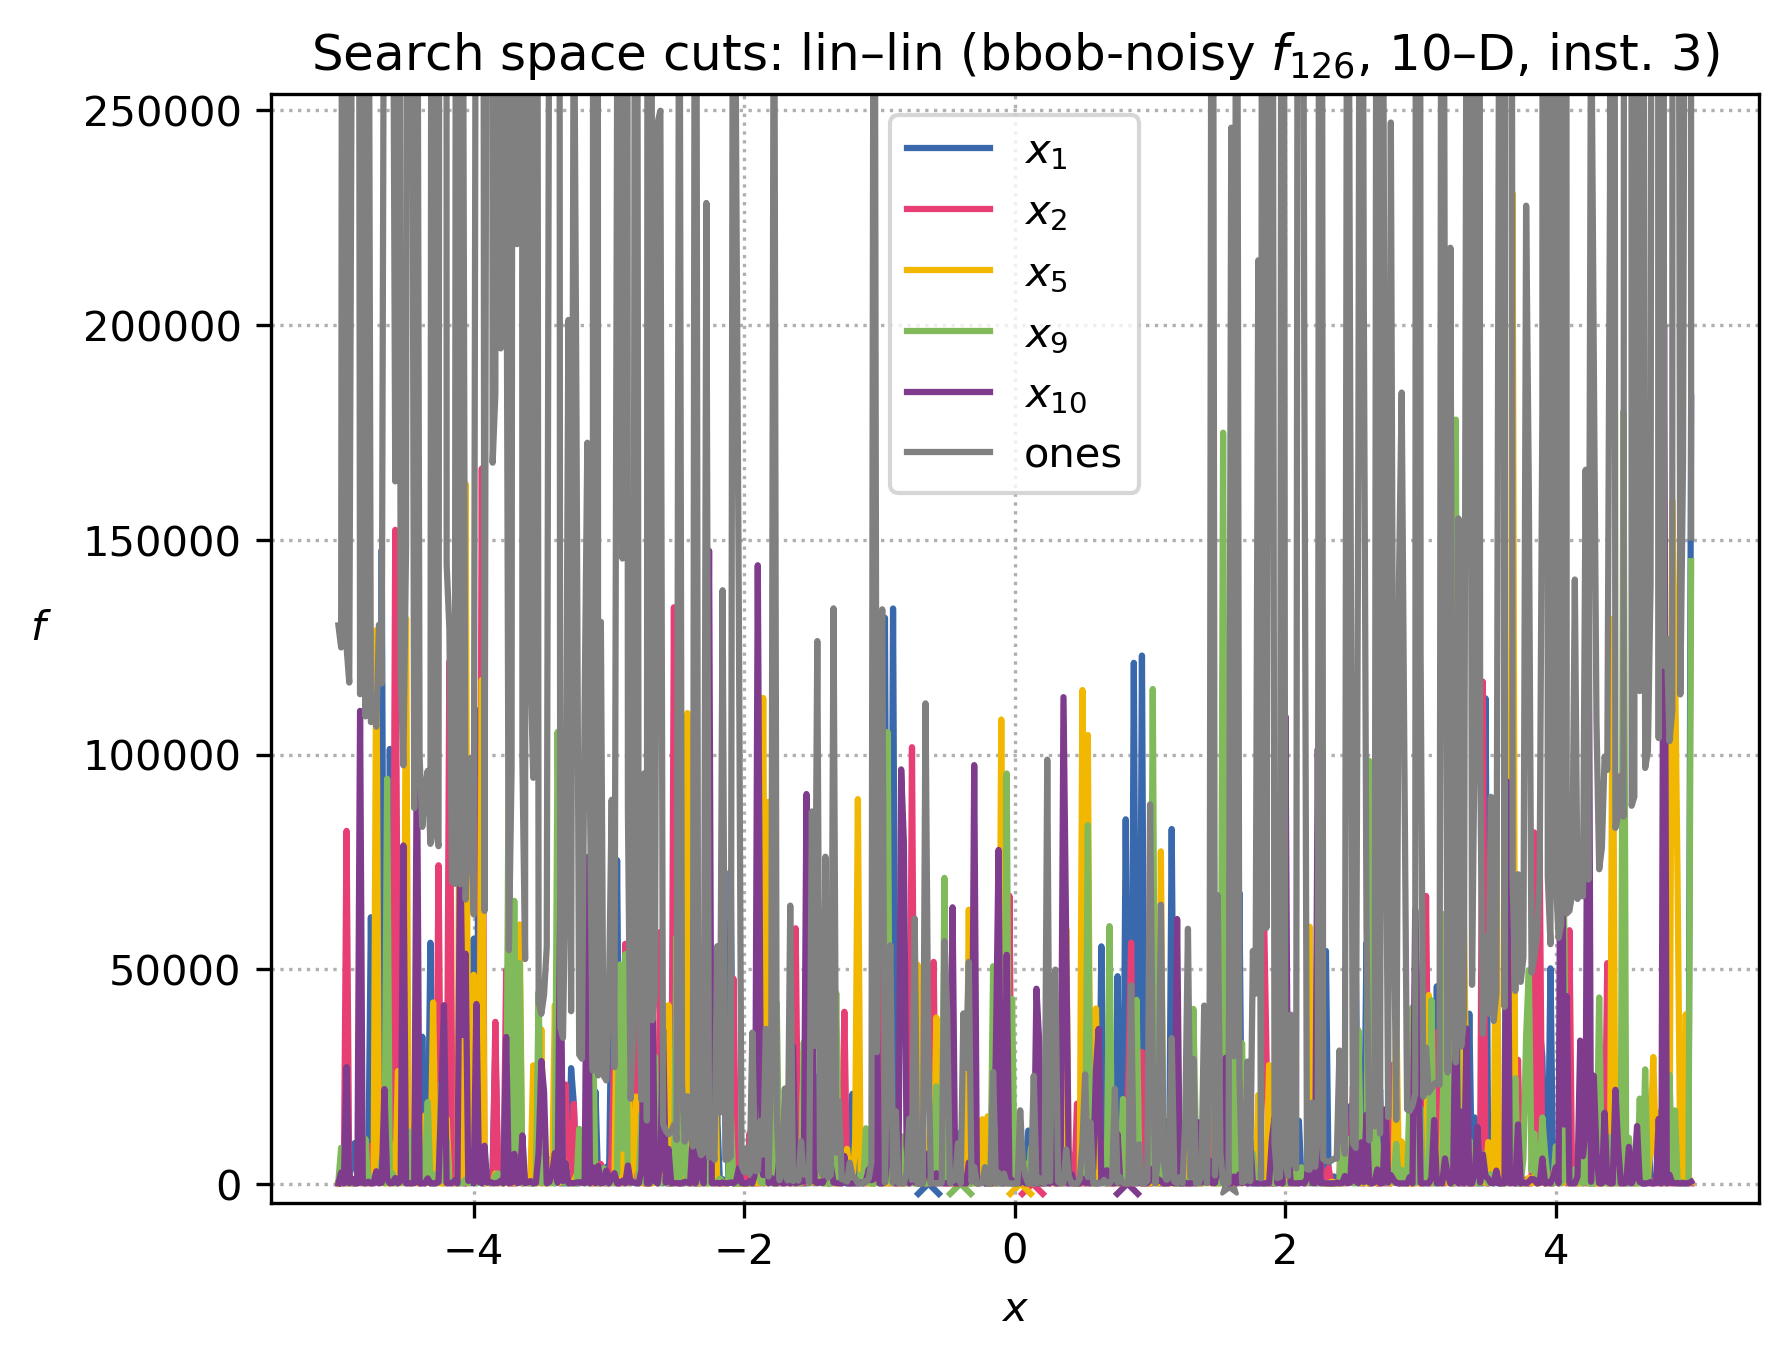 Search space cuts: lin–lin (bbob-noisy f₁₂₆, 10–D, inst. 3)
250000
200000
150000
100000
50000
0
f
x₁
x₂
x₅
x₉
x₁₀
ones
−4 −2 0 2 4
x